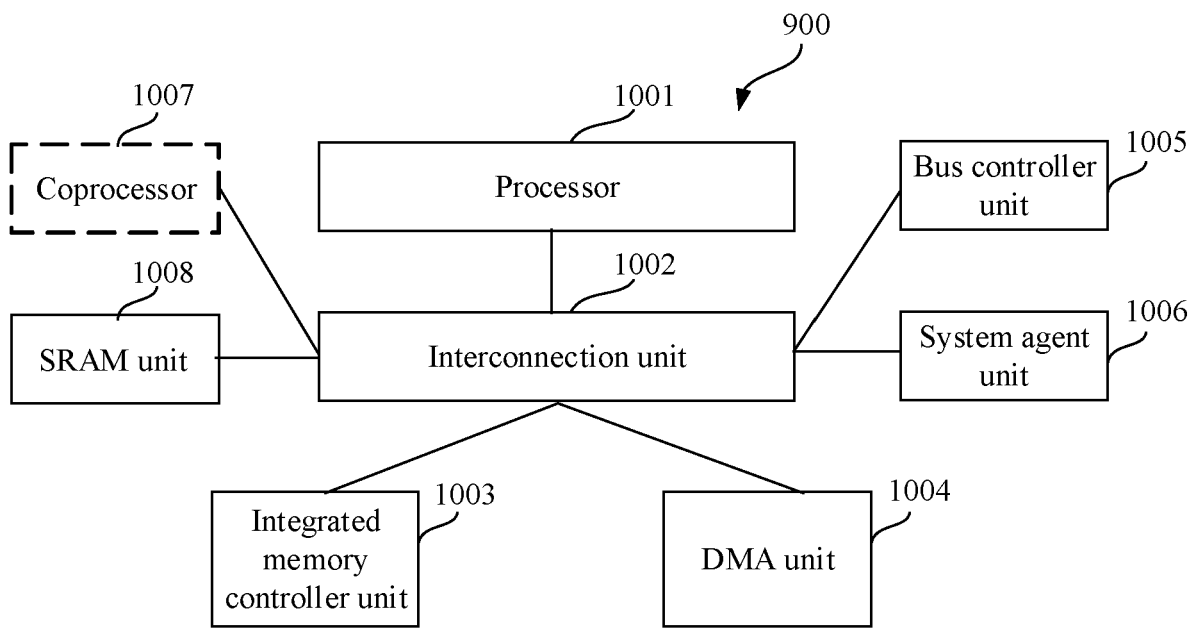 900
1007
1001
1005
Coprocessor
Processor
Bus controller
unit
1008
1002
1006
SRAM unit
Interconnection unit
System agent
unit
1003
1004
Integrated
memory
controller unit
DMA unit